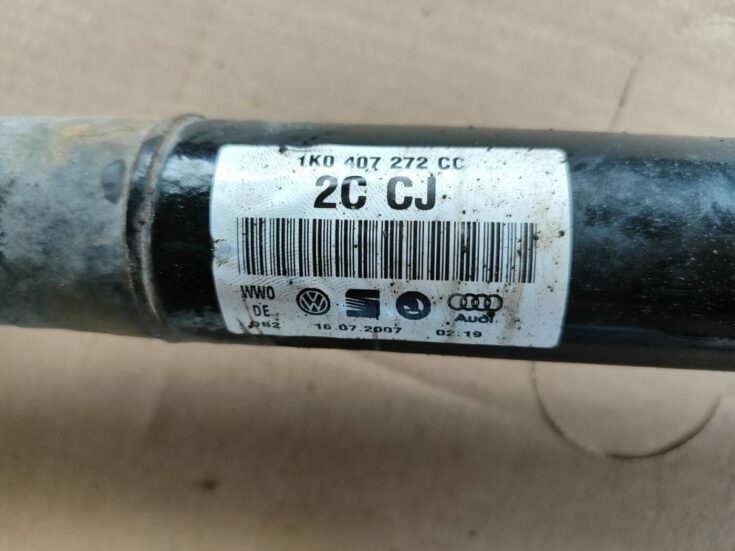 1K0 407 272 CC
2C CJ
WWO
DE
Audi
16.07.2007
02.19